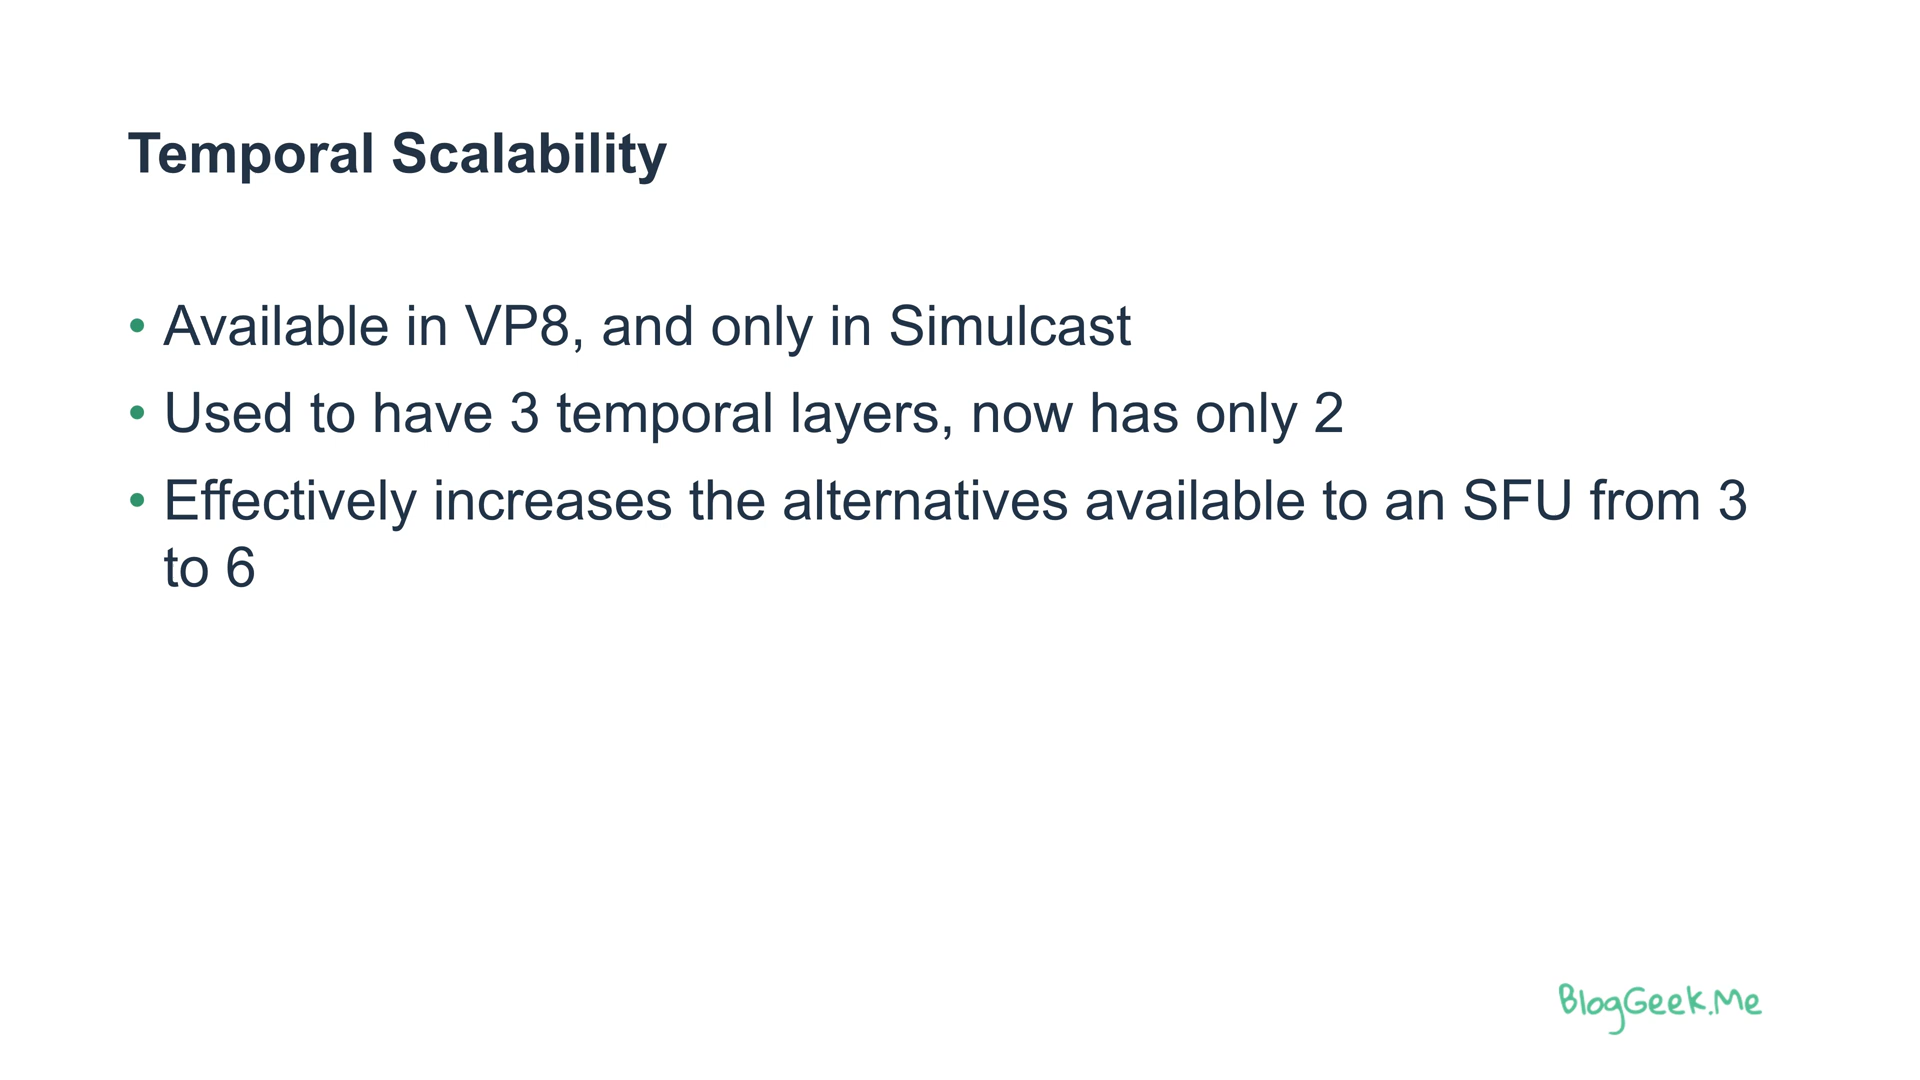 Temporal Scalability
• Available in VP8, and only in Simulcast
• Used to have 3 temporal layers, now has only 2
• Effectively increases the alternatives available to an SFU from 3
to 6
BlogGeek.Me